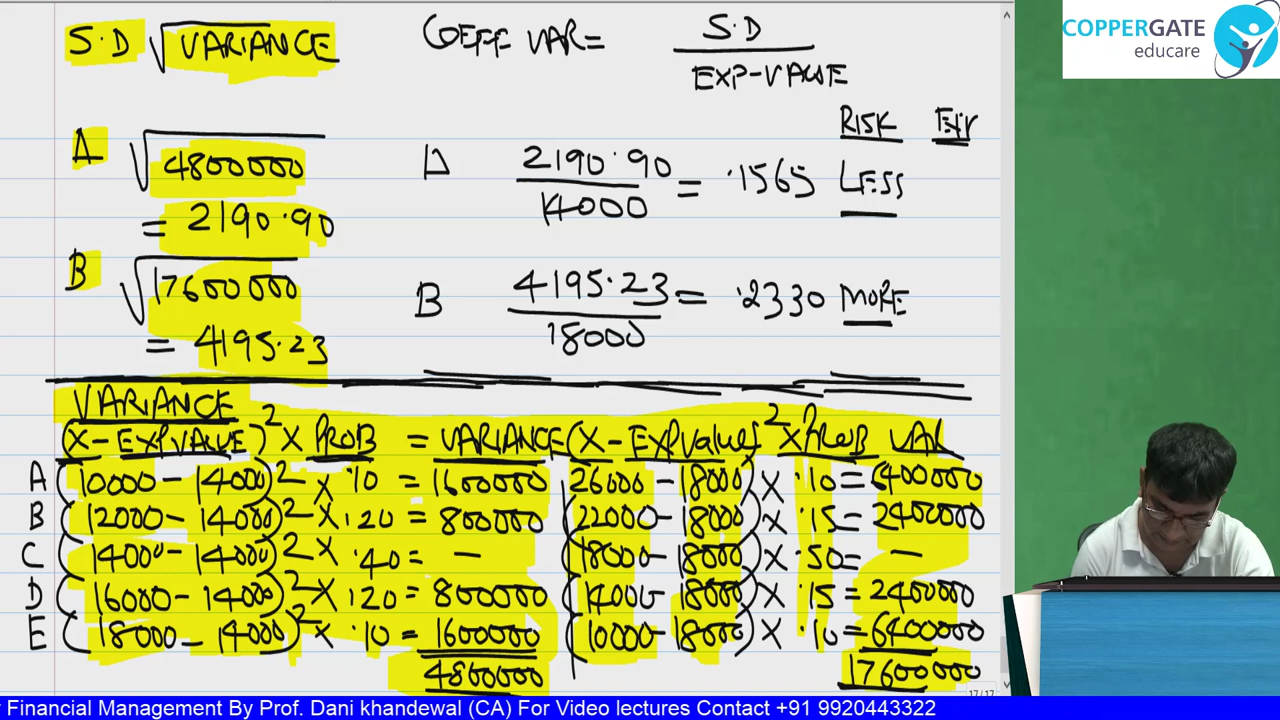 S.D √VARIANCE
COEFF VAR = S.D / EXP-VALUE
COPPERGATE
educare
RISK
A √4800000
= 2190.90
A 2190.90 / 14000 = .1565 LESS
B √17600000
= 4195.23
B 4195.23 / 18000 = .2330 MORE
VARIANCE
(X - EXP VALUE)² X PROB = VARIANCE (X - EXP value)² X PROB VAR
A (10000 - 14000)² X .10 = 1600000 (26000 - 18000) X .10 = 6400000
B (12000 - 14000)² X .20 = 800000 (22000 - 18000) X .15 = 2400000
C (14000 - 14000)² X .40 = — (18000 - 18000) X .50 = —
D (16000 - 14000)² X .20 = 800000 (14000 - 18000) X .15 = 2400000
E (18000 - 14000)² X .10 = 1600000 (10000 - 18000) X .10 = 6400000
4800000 17600000
17/17
Financial Management By Prof. Dani khandewal (CA) For Video lectures Contact +91 9920443322